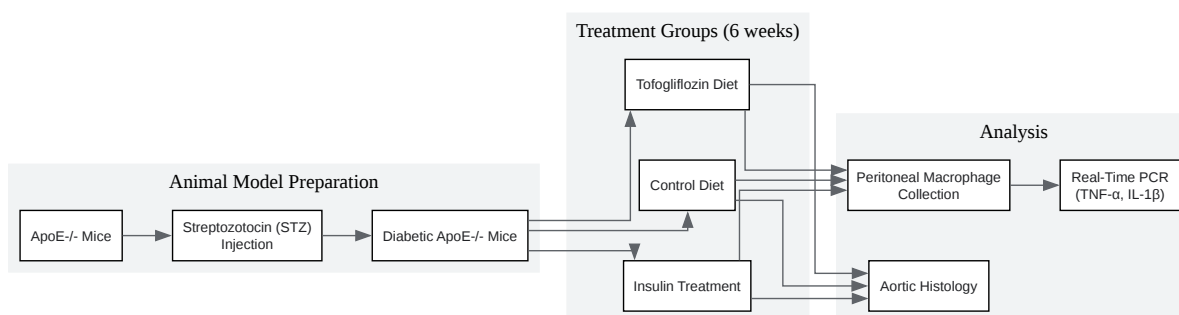 Animal Model Preparation
ApoE-/- Mice
Streptozotocin (STZ)
Injection
Diabetic ApoE-/- Mice
Treatment Groups (6 weeks)
Tofogliflozin Diet
Control Diet
Insulin Treatment
Analysis
Peritoneal Macrophage
Collection
Real-Time PCR
(TNF-α, IL-1β)
Aortic Histology